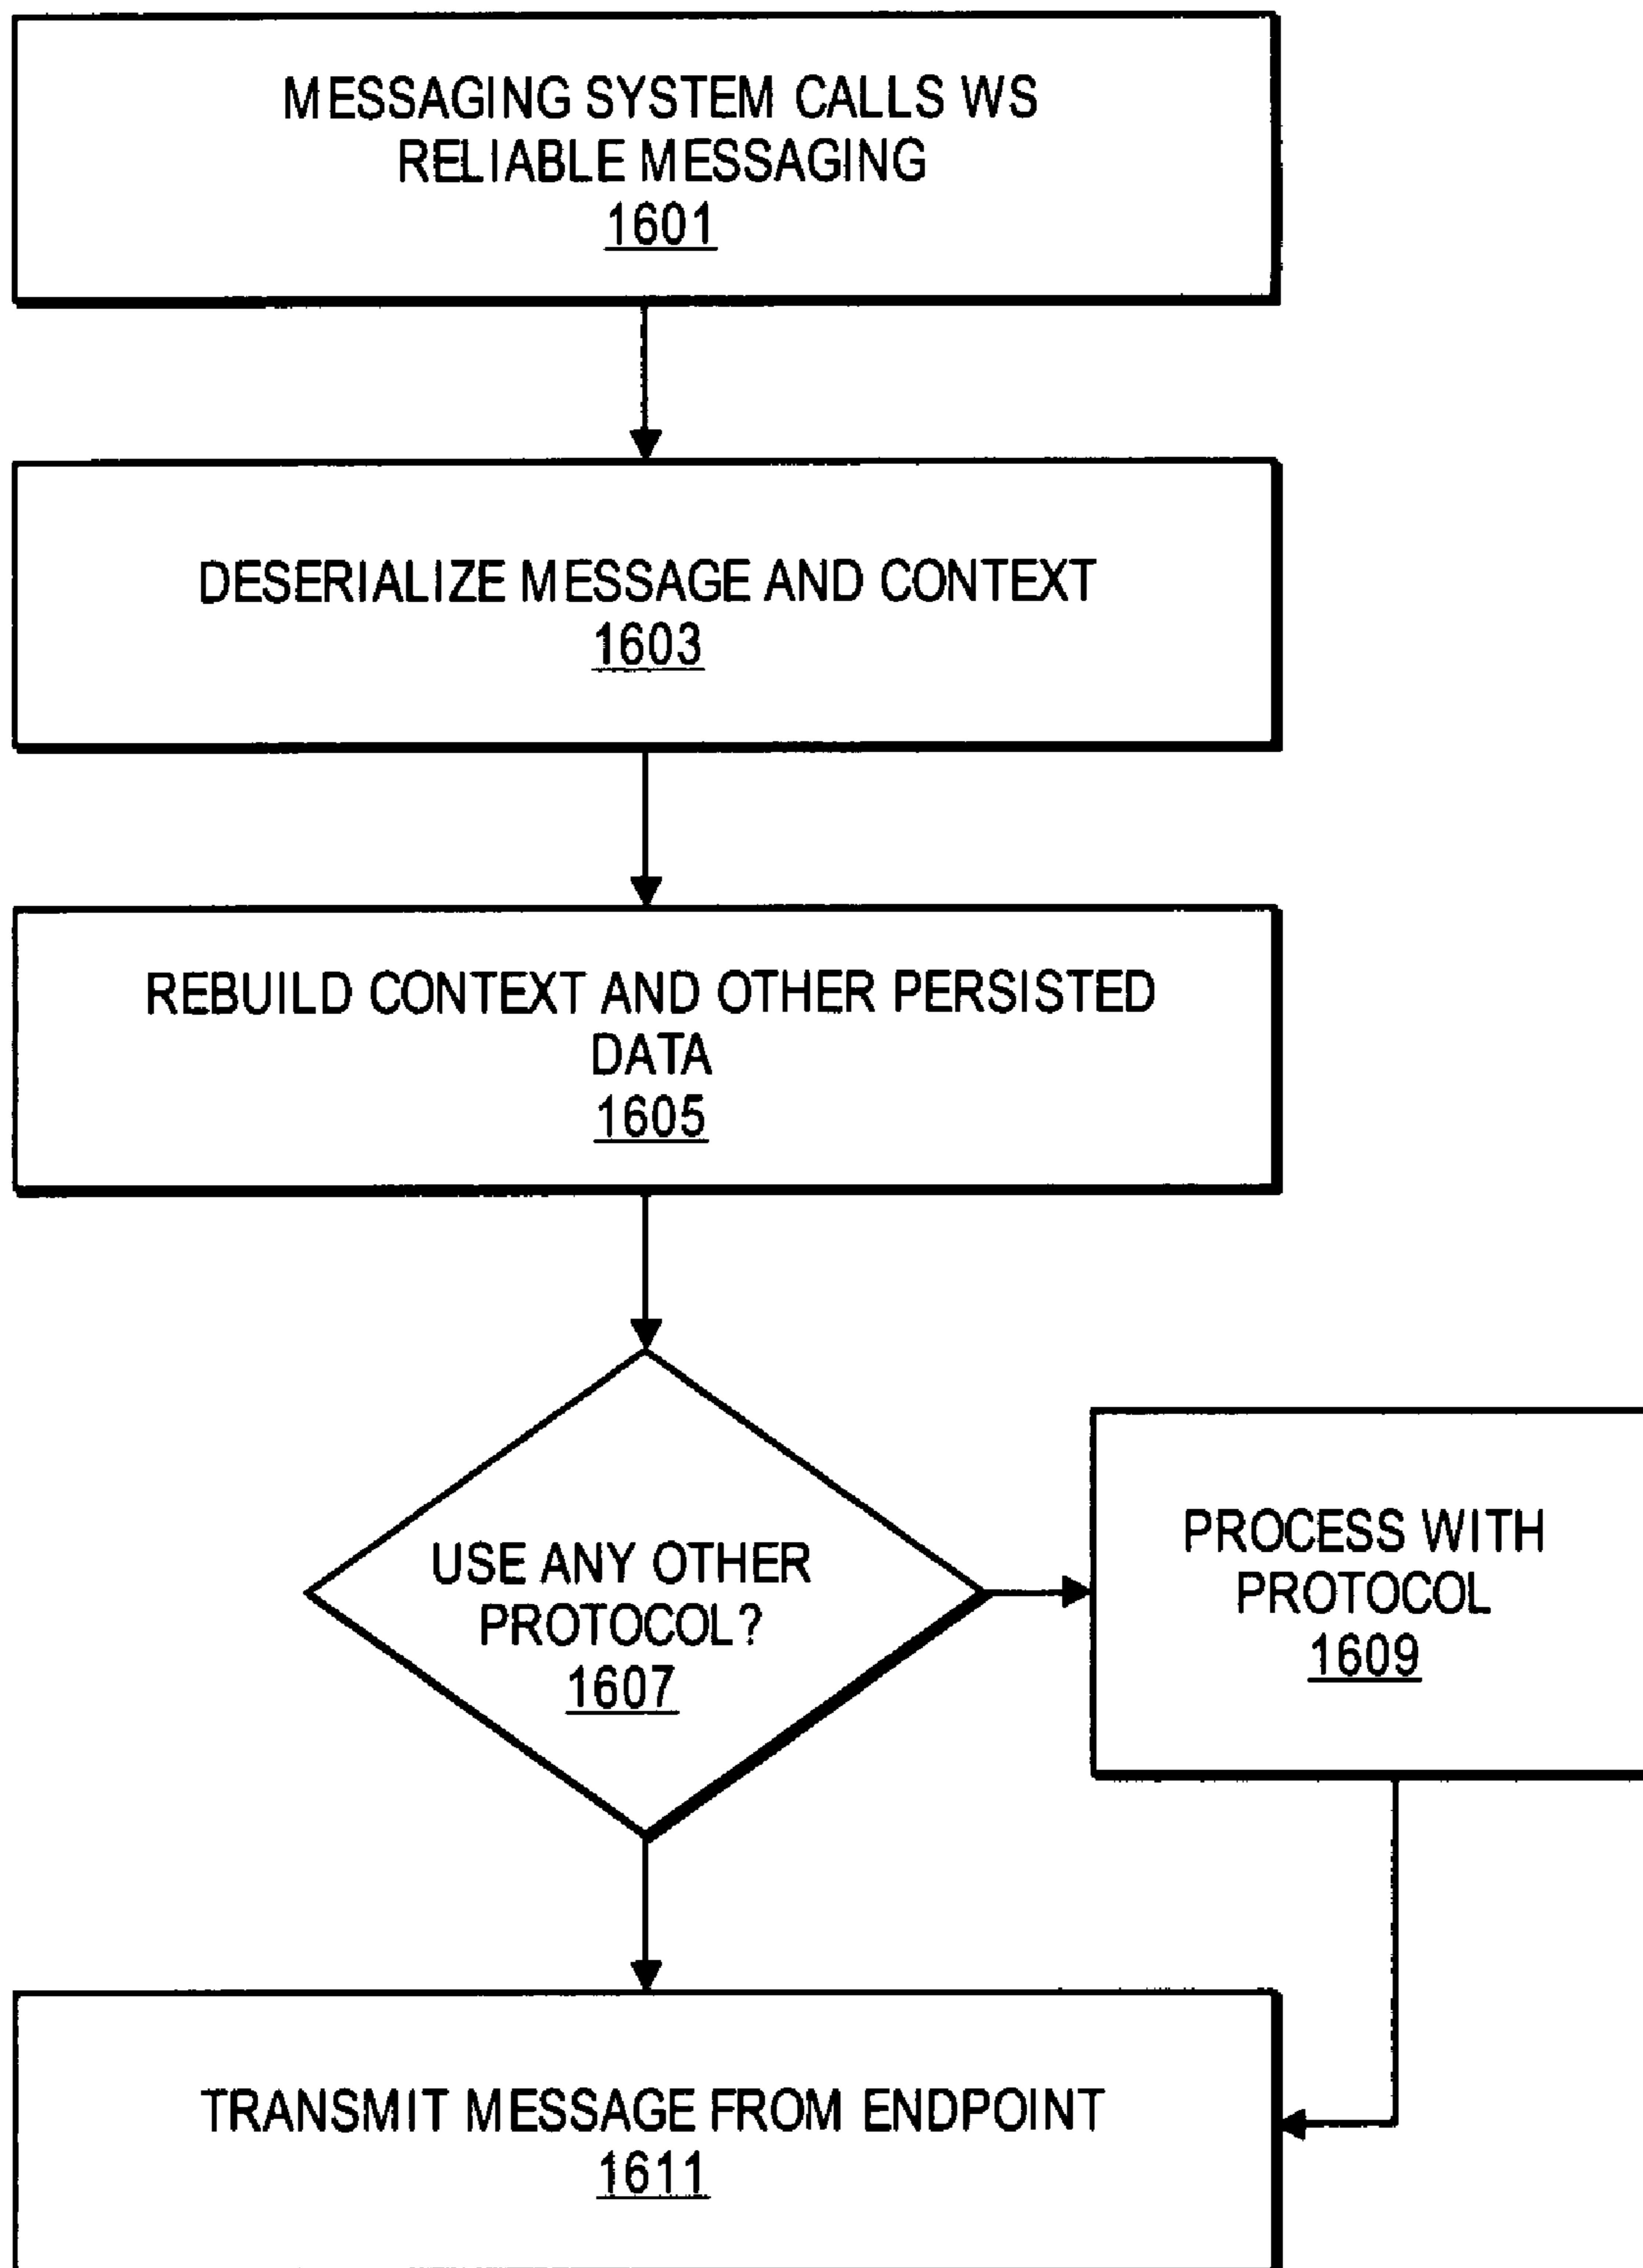 MESSAGING SYSTEM CALLS WS
RELIABLE MESSAGING
1601
DESERIALIZE MESSAGE AND CONTEXT
1603
REBUILD CONTEXT AND OTHER PERSISTED
DATA
1605
USE ANY OTHER
PROTOCOL?
1607
PROCESS WITH
PROTOCOL
1609
TRANSMIT MESSAGE FROM ENDPOINT
1611